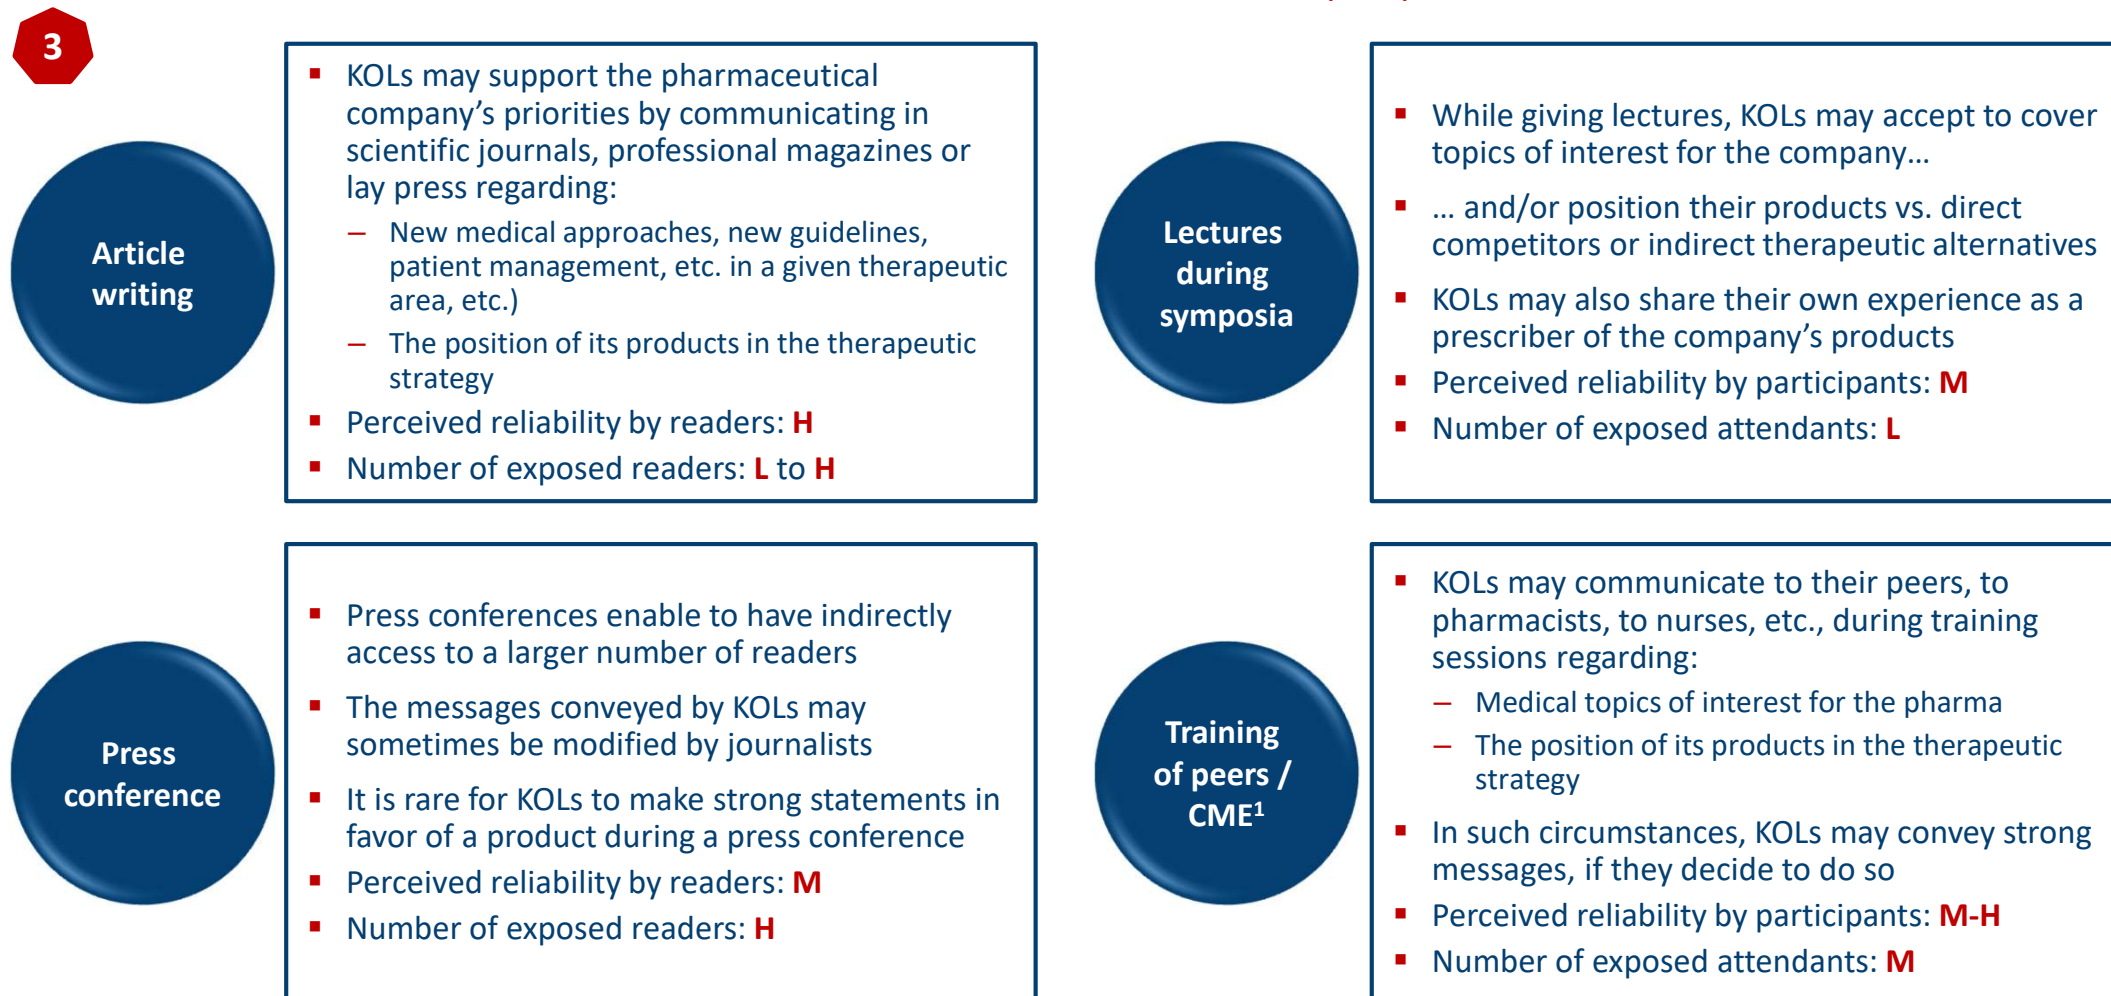 3
Article
writing
▪ KOLs may support the pharmaceutical
company’s priorities by communicating in
scientific journals, professional magazines or
lay press regarding:
– New medical approaches, new guidelines,
patient management, etc. in a given therapeutic
area, etc.)
– The position of its products in the therapeutic
strategy
▪ Perceived reliability by readers: H
▪ Number of exposed readers: L to H
Lectures
during
symposia
▪ While giving lectures, KOLs may accept to cover
topics of interest for the company…
▪ … and/or position their products vs. direct
competitors or indirect therapeutic alternatives
▪ KOLs may also share their own experience as a
prescriber of the company’s products
▪ Perceived reliability by participants: M
▪ Number of exposed attendants: L
Press
conference
▪ Press conferences enable to have indirectly
access to a larger number of readers
▪ The messages conveyed by KOLs may
sometimes be modified by journalists
▪ It is rare for KOLs to make strong statements in
favor of a product during a press conference
▪ Perceived reliability by readers: M
▪ Number of exposed readers: H
Training
of peers /
CME¹
▪ KOLs may communicate to their peers, to
pharmacists, to nurses, etc., during training
sessions regarding:
– Medical topics of interest for the pharma
– The position of its products in the therapeutic
strategy
▪ In such circumstances, KOLs may convey strong
messages, if they decide to do so
▪ Perceived reliability by participants: M-H
▪ Number of exposed attendants: M